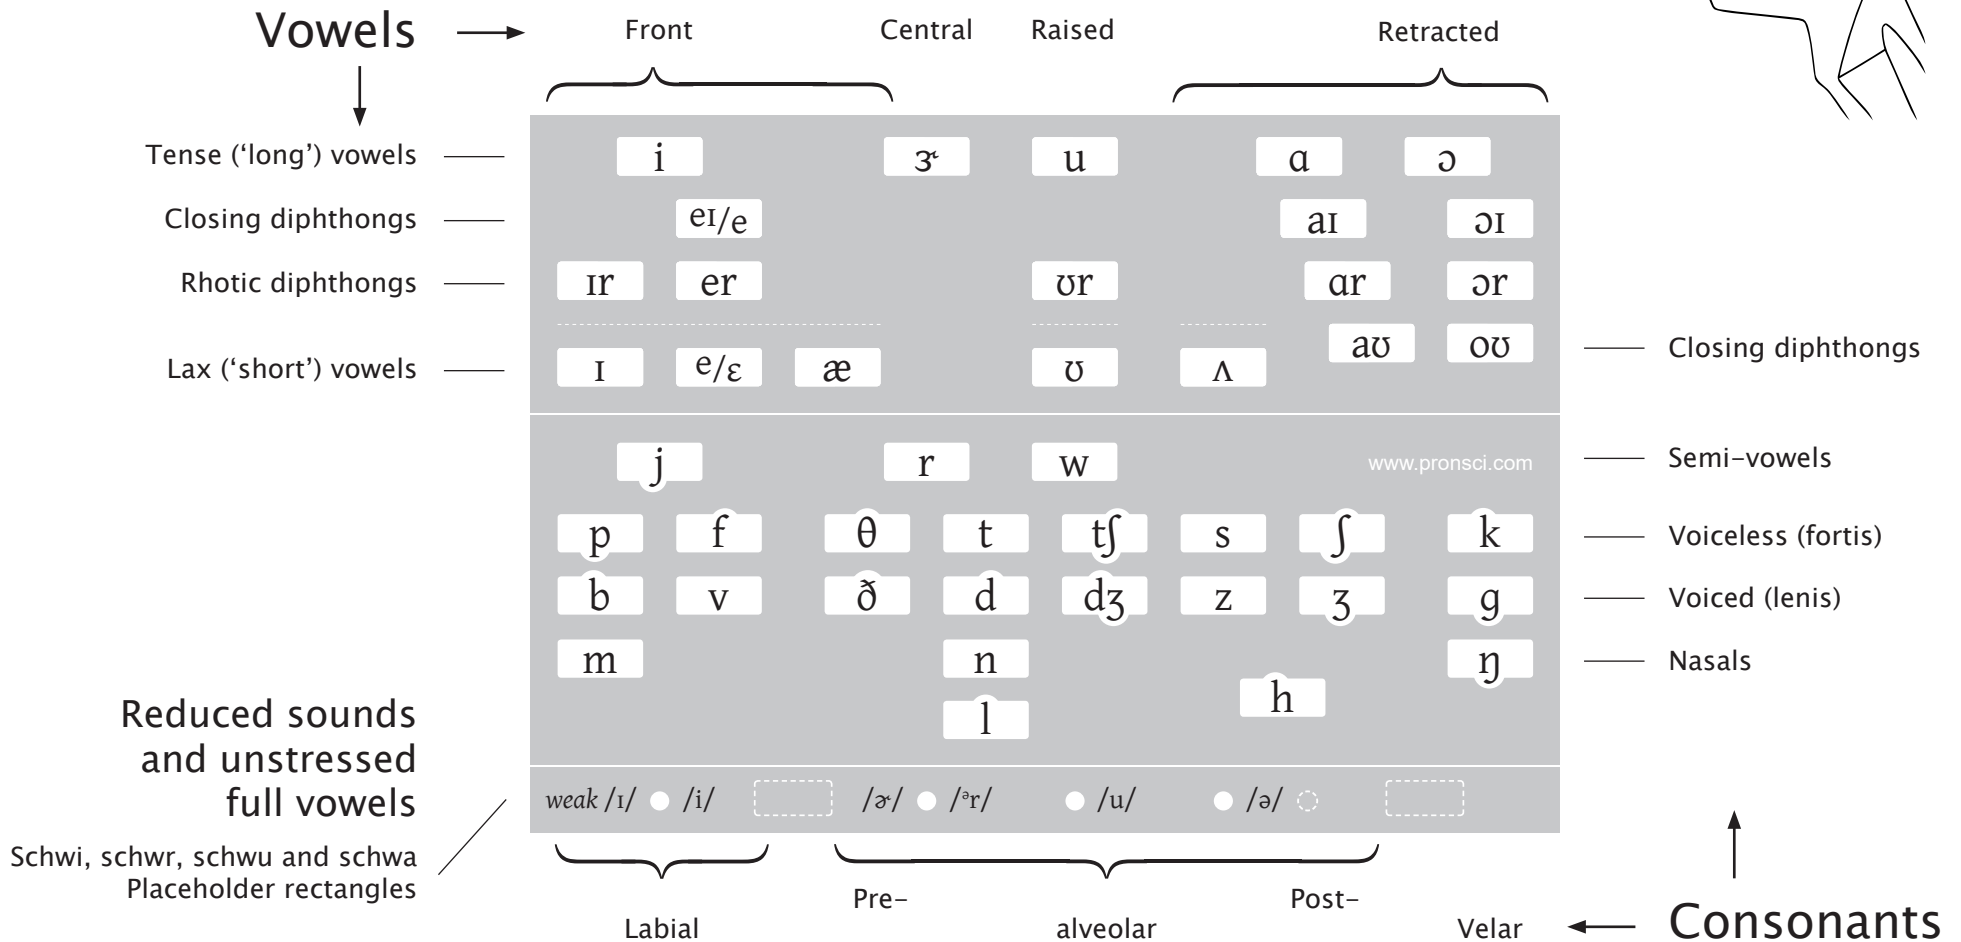 Vowels
Front Central Raised Retracted
Tense (‘long’) vowels i ɝ u ɑ ɔ
Closing diphthongs eɪ/e aɪ ɔɪ
Rhotic diphthongs ɪr er ʊr ɑr ɔr
aʊ oʊ Closing diphthongs
Lax (‘short’) vowels ɪ e/ɛ æ ʊ ʌ
j r w www.pronsci.com Semi–vowels
p f θ t tʃ s ʃ k Voiceless (fortis)
b v ð d dʒ z ʒ g Voiced (lenis)
m n ŋ Nasals
h
l
Reduced sounds
and unstressed
full vowels
weak /ɪ/ /i/ /ɚ/ /ᵊr/ /u/ /ə/
Schwi, schwr, schwu and schwa
Placeholder rectangles
Pre– Post–
Labial alveolar Velar
Consonants